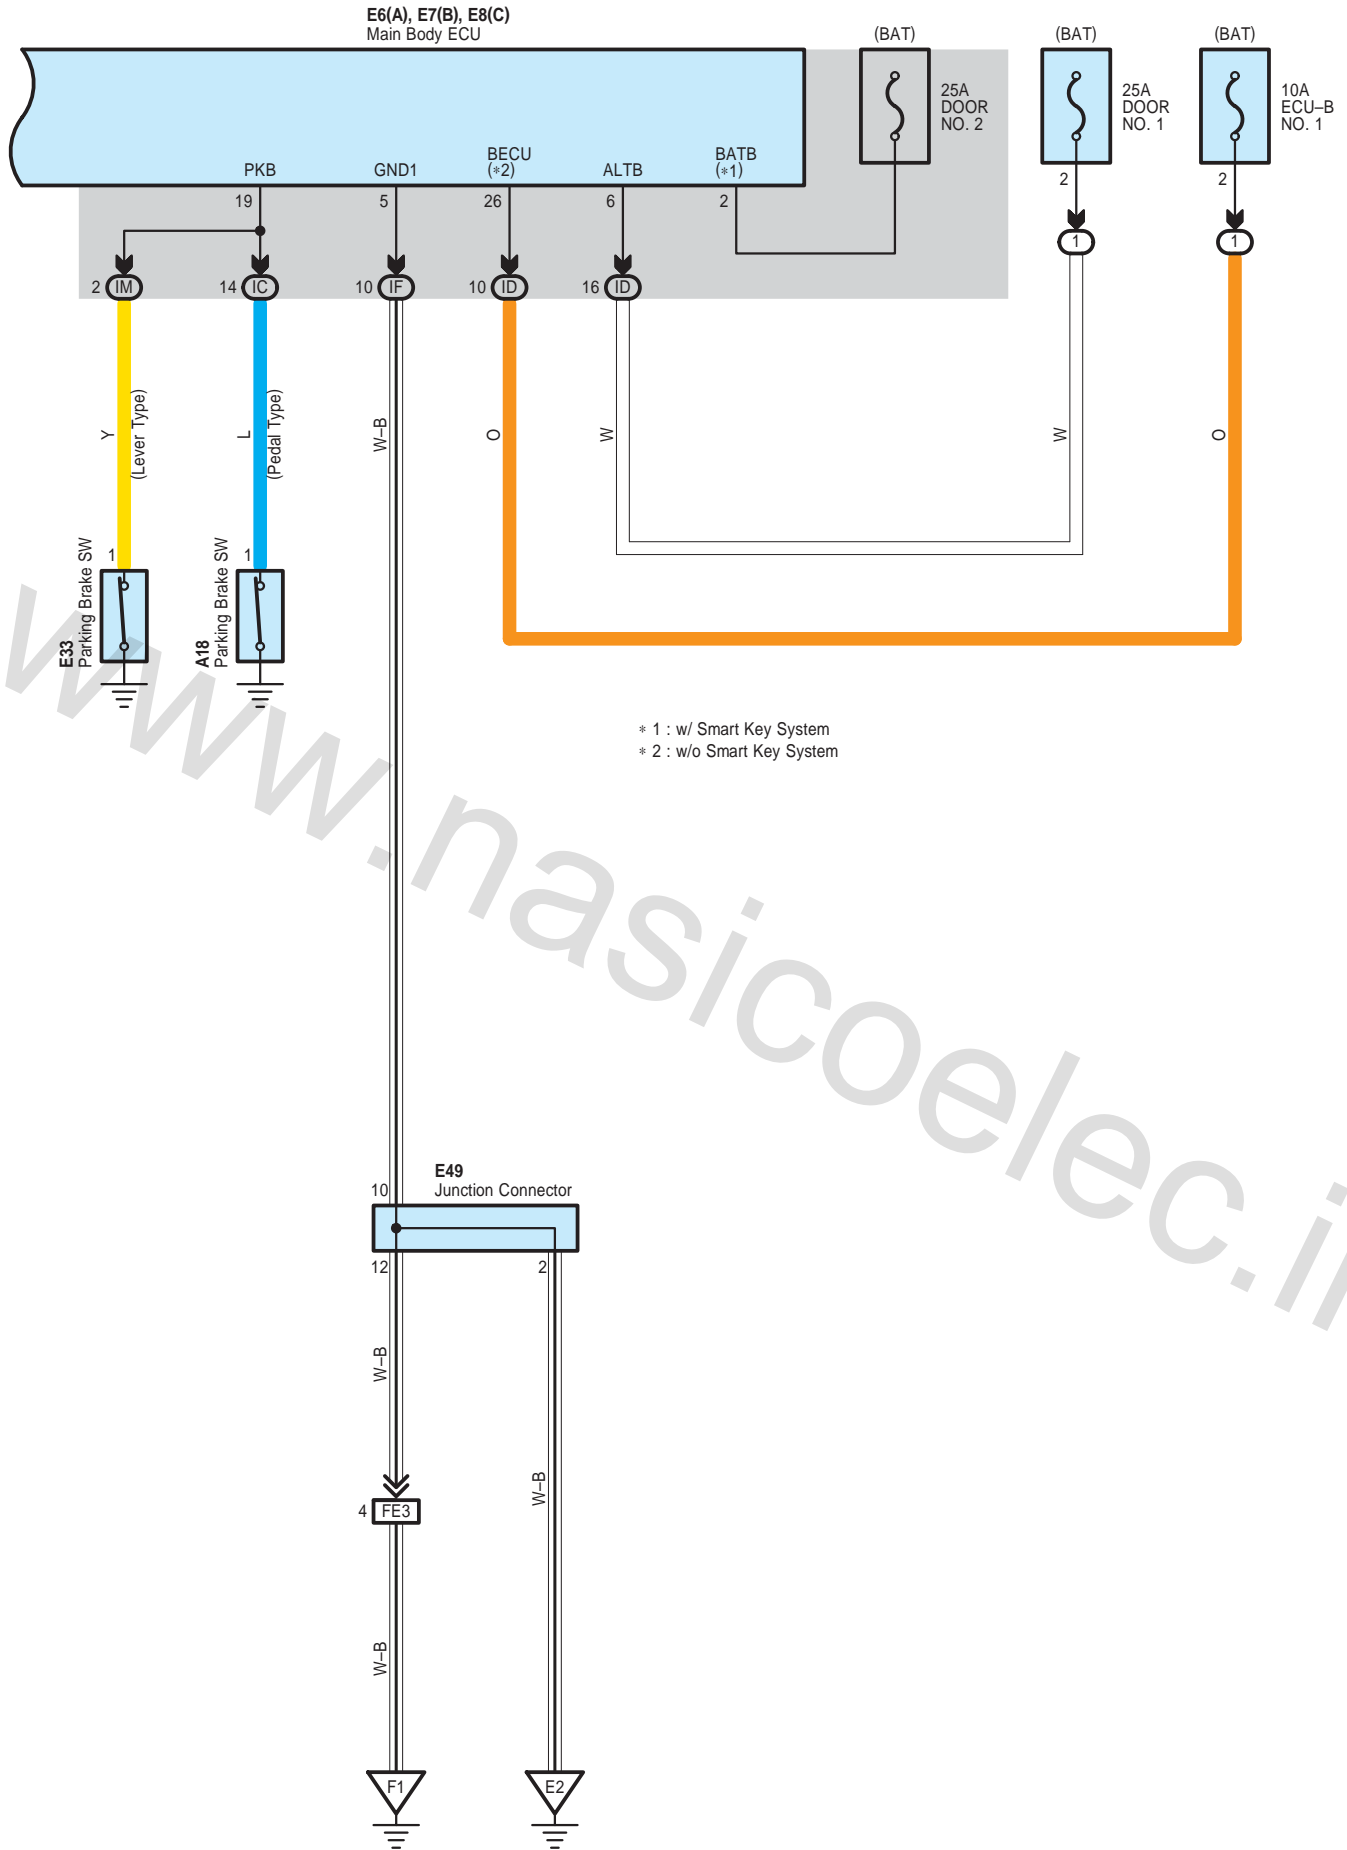 E6(A), E7(B), E8(C)
Main Body ECU
(BAT)
(BAT)
(BAT)
25A
DOOR
NO. 2
25A
DOOR
NO. 1
10A
ECU–B
NO. 1
PKB
GND1
BECU
(∗2)
ALTB
BATB
(∗1)
19
5
26
6
2
2
2
1
1
2
IM
14
IC
10
IF
10
ID
16
ID
Y
(Lever Type)
L
(Pedal Type)
W–B
O
W
W
O
1
1
E33
Parking Brake SW
A18
Parking Brake SW
∗ 1 : w/ Smart Key System
∗ 2 : w/o Smart Key System
www.nasicoelec.ir
E49
Junction Connector
10
12
2
W–B
W–B
4
FE3
W–B
F1
E2